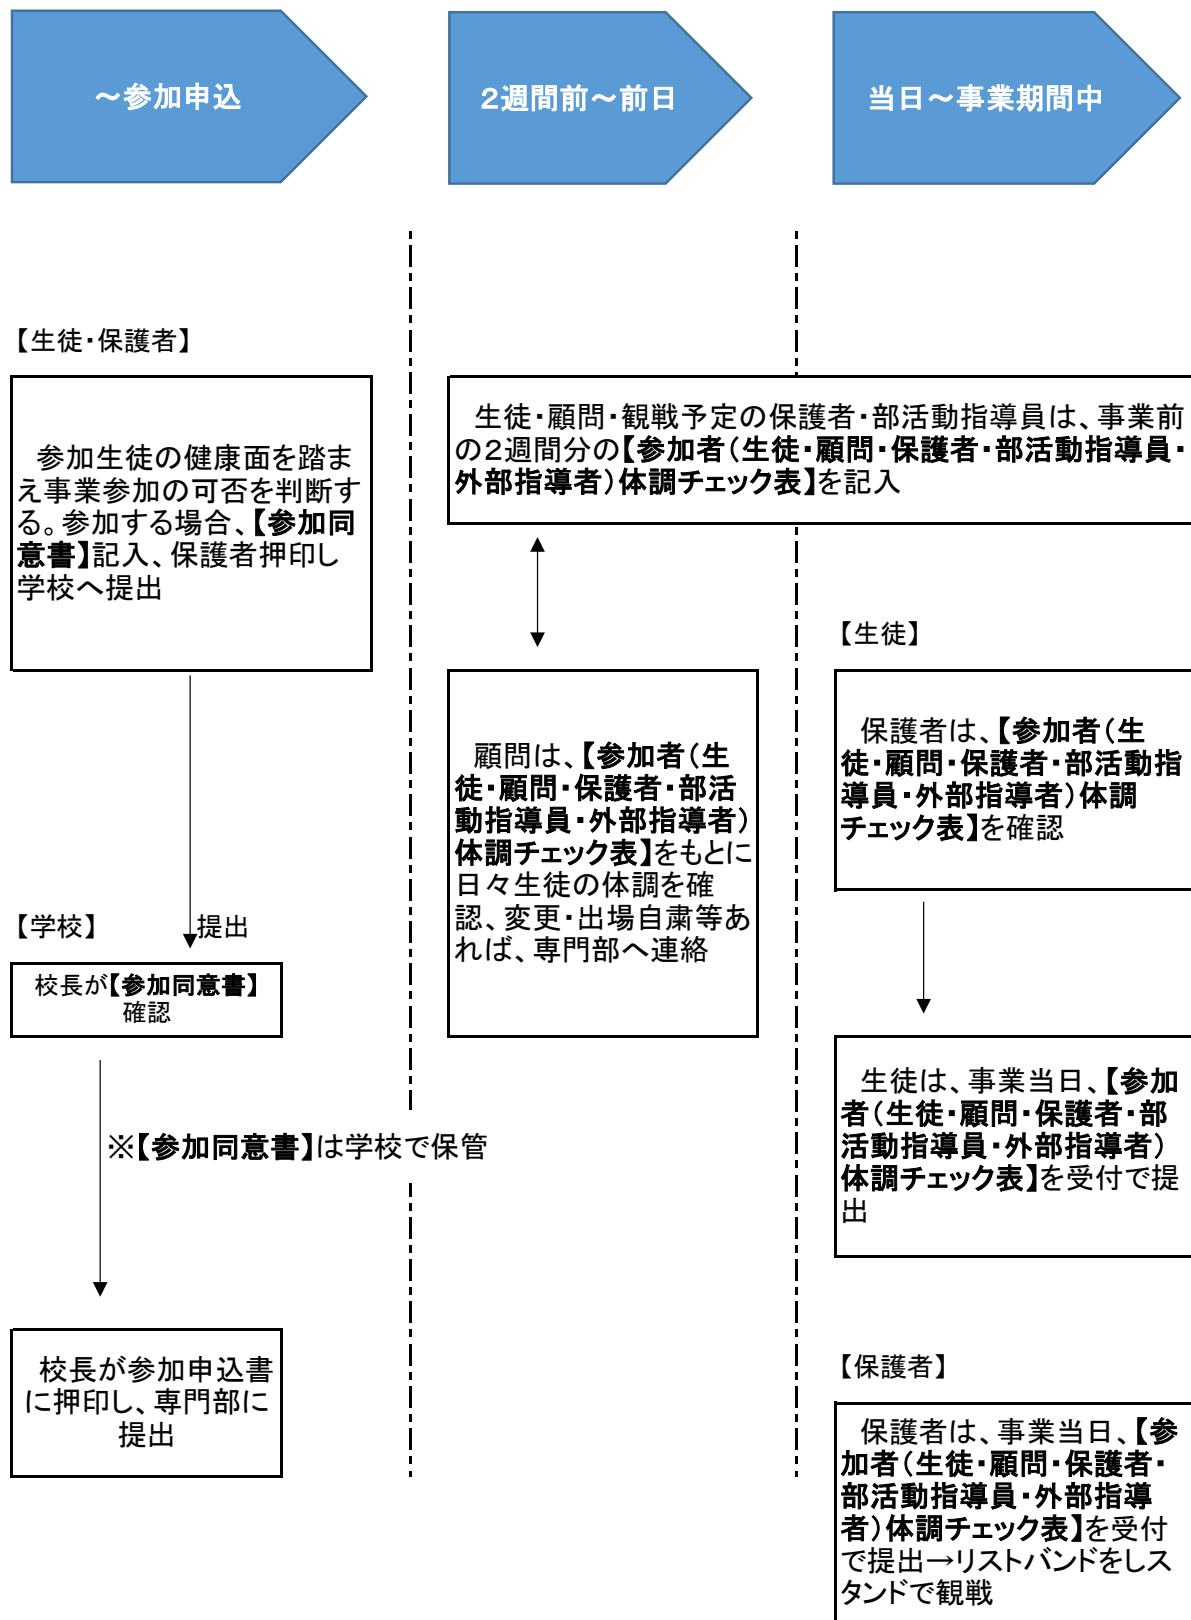 ～参加申込
2週間前～前日
当日～事業期間中
【生徒・保護者】
参加生徒の健康面を踏ま
え事業参加の可否を判断す
る。参加する場合、【参加同
意書】記入、保護者押印し
学校へ提出
【学校】
提出
校長が【参加同意書】
確認
※【参加同意書】は学校で保管
校長が参加申込書
に押印し、専門部に
提出
生徒・顧問・観戦予定の保護者・部活動指導員は、事業前
の2週間分の【参加者（生徒・顧問・保護者・部活動指導員・
外部指導者）体調チェック表】を記入
顧問は、【参加者（生
徒・顧問・保護者・部活
動指導員・外部指導者）
体調チェック表】をもとに
日々生徒の体調を確
認、変更・出場自粛等あ
れば、専門部へ連絡
【生徒】
保護者は、【参加者（生
徒・顧問・保護者・部活動指
導員・外部指導者）体調
チェック表】を確認
生徒は、事業当日、【参加
者（生徒・顧問・保護者・部
活動指導員・外部指導者）
体調チェック表】を受付で提
出
【保護者】
保護者は、事業当日、【参
加者（生徒・顧問・保護者・
部活動指導員・外部指導
者）体調チェック表】を受付
で提出→リストバンドをしス
タンドで観戦